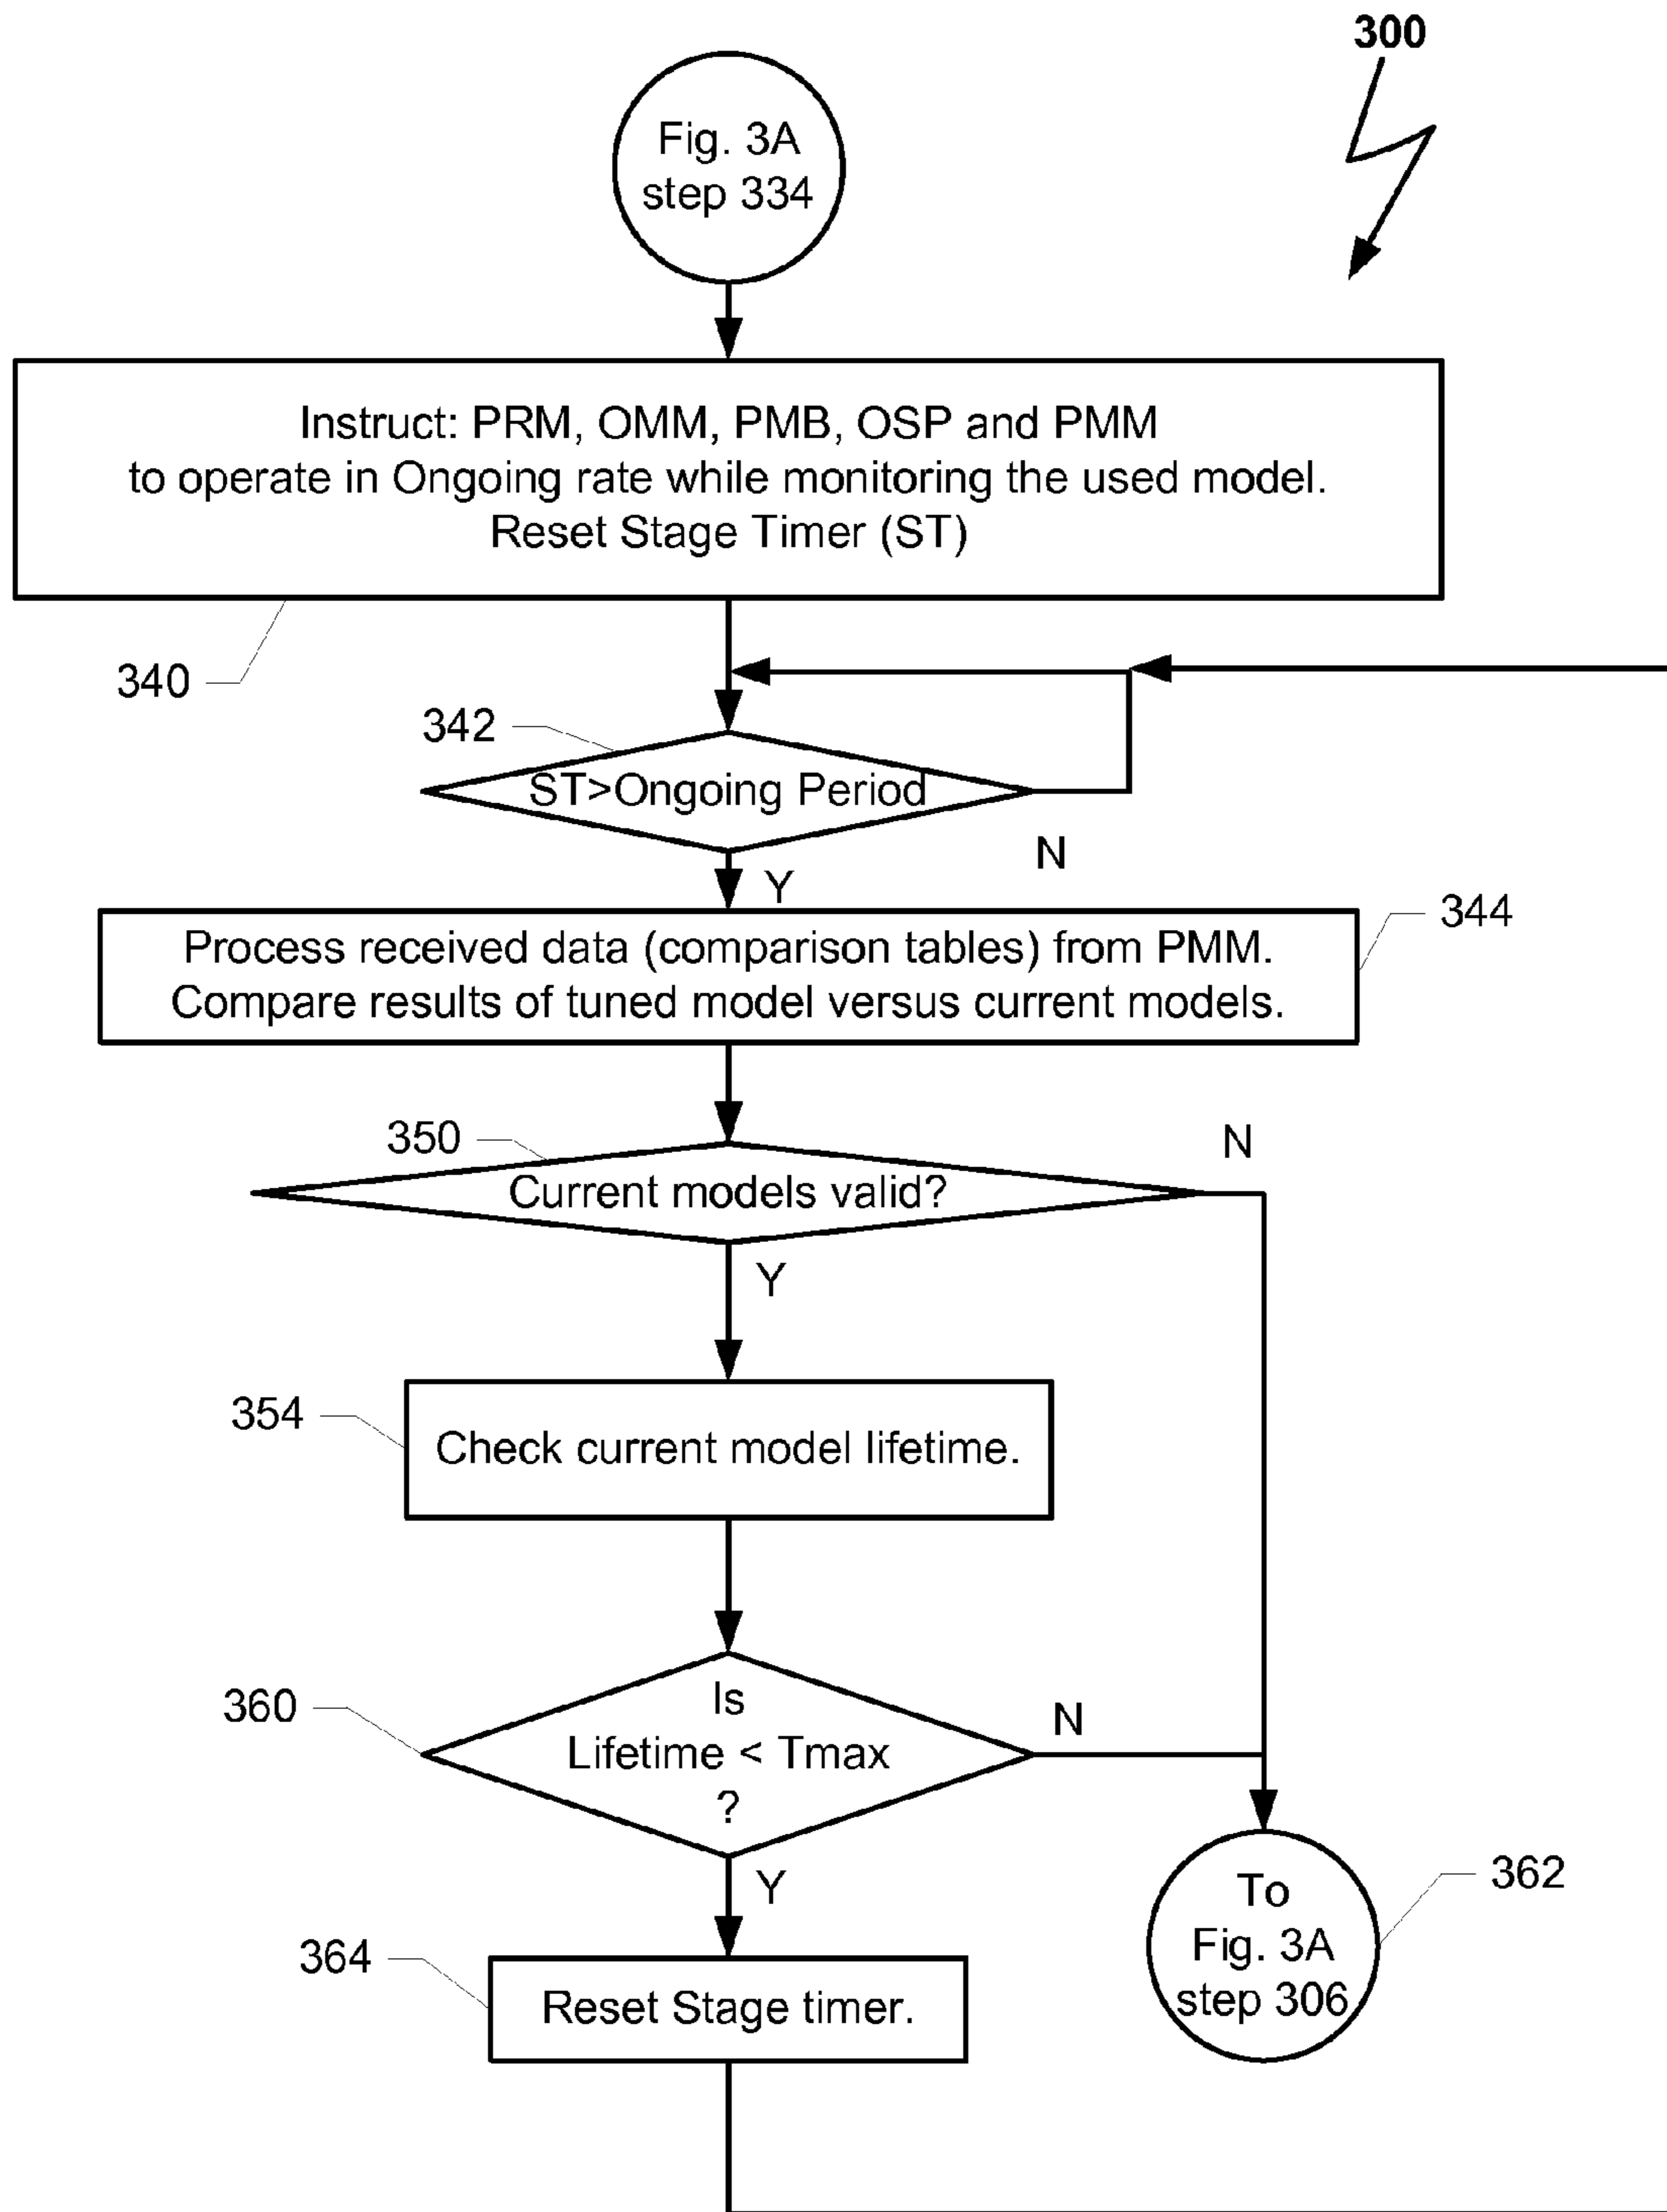 300
Fig. 3A
step 334
Instruct: PRM, OMM, PMB, OSP and PMM
to operate in Ongoing rate while monitoring the used model.
Reset Stage Timer (ST)
340
342
ST>Ongoing Period
N
Y
344
Process received data (comparison tables) from PMM.
Compare results of tuned model versus current models.
350
N
Current models valid?
Y
354
Check current model lifetime.
360
Is
Lifetime < Tmax
?
N
Y
362
To
Fig. 3A
step 306
364
Reset Stage timer.